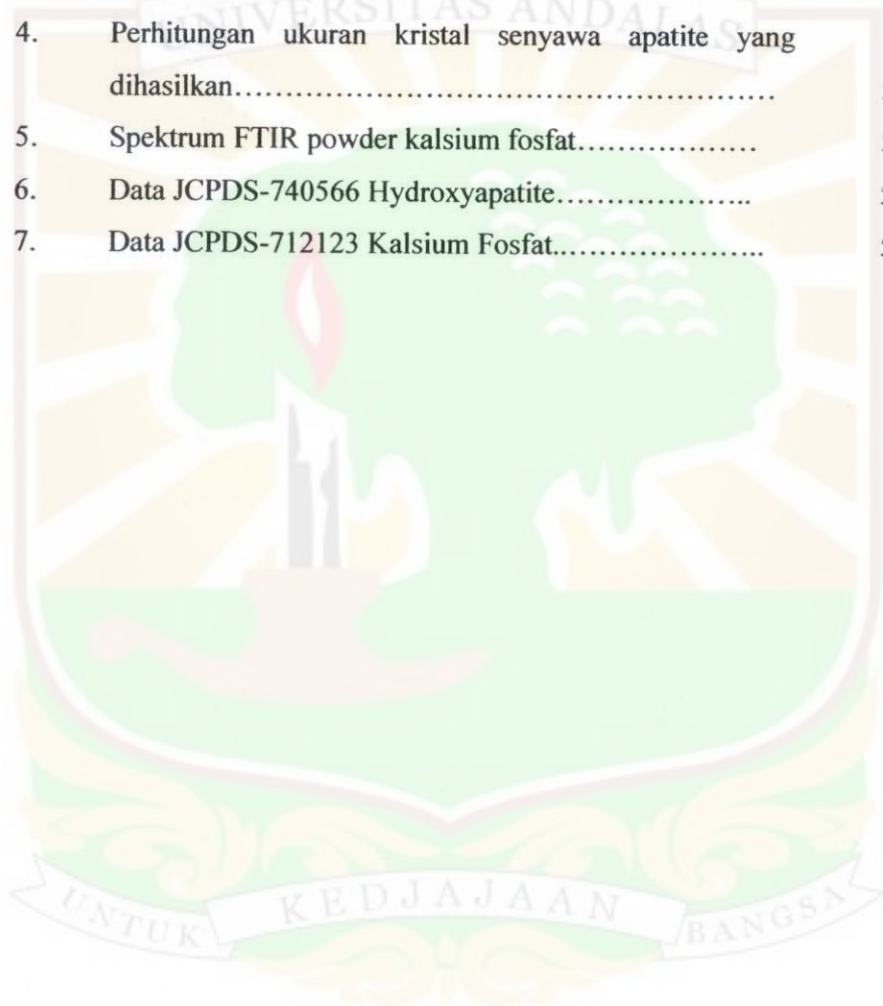 UNIVERSITAS ANDALAS
4. Perhitungan ukuran kristal senyawa apatite yang
dihasilkan……………………………………………
5. Spektrum FTIR powder kalsium fosfat………………
6. Data JCPDS-740566 Hydroxyapatite………………..
7. Data JCPDS-712123 Kalsium Fosfat...………………..
UNTUK KEDJAJAAN BANGSA